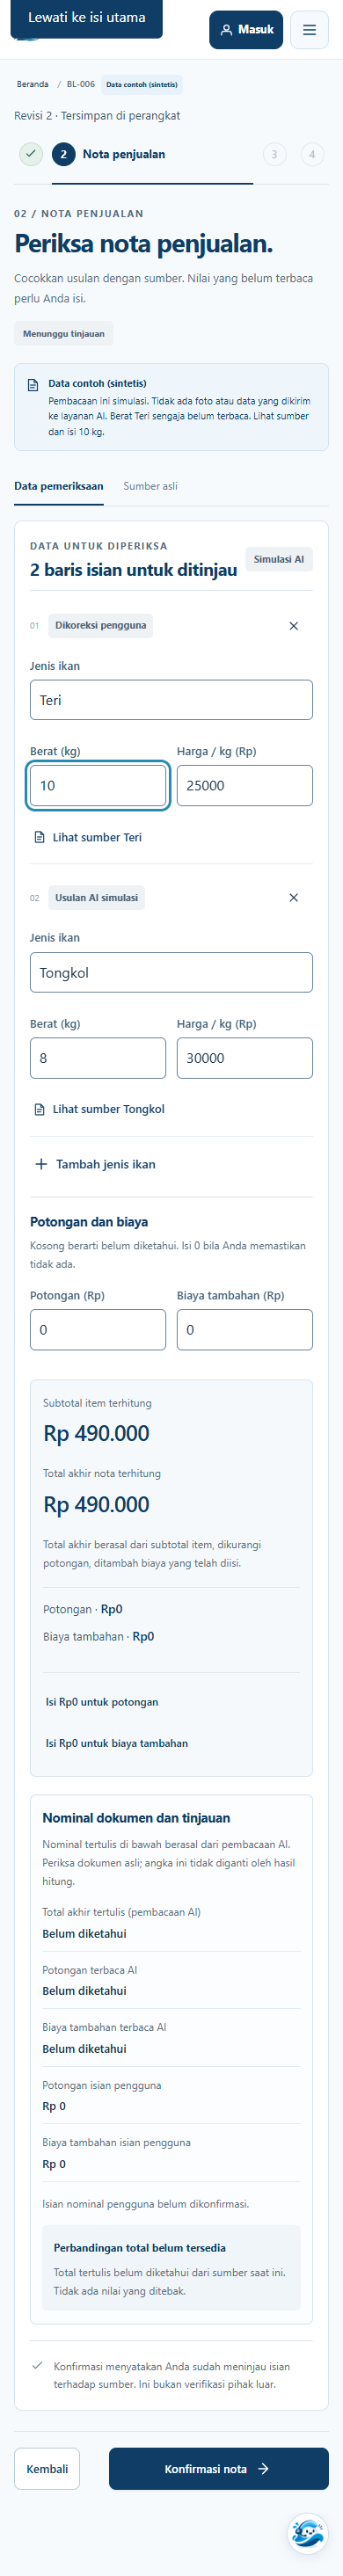 Lewati ke isi utama
Masuk
Beranda / BL-006 Data contoh (sintetis)
Revisi 2 · Tersimpan di perangkat
2 Nota penjualan 3 4
02 / NOTA PENJUALAN
Periksa nota penjualan.
Cocokkan usulan dengan sumber. Nilai yang belum terbaca
perlu Anda isi.
Menunggu tinjauan
Data contoh (sintetis)
Pembacaan ini simulasi. Tidak ada foto atau data yang dikirim
ke layanan AI. Berat Teri sengaja belum terbaca. Lihat sumber
dan isi 10 kg.
Data pemeriksaan Sumber asli
DATA UNTUK DIPERIKSA
2 baris isian untuk ditinjau
Simulasi AI
01 Dikoreksi pengguna
Jenis ikan
Teri
Berat (kg) Harga / kg (Rp)
10 25000
Lihat sumber Teri
02 Usulan AI simulasi
Jenis ikan
Tongkol
Berat (kg) Harga / kg (Rp)
8 30000
Lihat sumber Tongkol
Tambah jenis ikan
Potongan dan biaya
Kosong berarti belum diketahui. Isi 0 bila Anda memastikan
tidak ada.
Potongan (Rp) Biaya tambahan (Rp)
0 0
Subtotal item terhitung
Rp 490.000
Total akhir nota terhitung
Rp 490.000
Total akhir berasal dari subtotal item, dikurangi
potongan, ditambah biaya yang telah diisi.
Potongan · Rp0
Biaya tambahan · Rp0
Isi Rp0 untuk potongan
Isi Rp0 untuk biaya tambahan
Nominal dokumen dan tinjauan
Nominal tertulis di bawah berasal dari pembacaan AI.
Periksa dokumen asli; angka ini tidak diganti oleh hasil
hitung.
Total akhir tertulis (pembacaan AI)
Belum diketahui
Potongan terbaca AI
Belum diketahui
Biaya tambahan terbaca AI
Belum diketahui
Potongan isian pengguna
Rp 0
Biaya tambahan isian pengguna
Rp 0
Isian nominal pengguna belum dikonfirmasi.
Perbandingan total belum tersedia
Total tertulis belum diketahui dari sumber saat ini.
Tidak ada nilai yang ditebak.
Konfirmasi menyatakan Anda sudah meninjau isian
terhadap sumber. Ini bukan verifikasi pihak luar.
Kembali Konfirmasi nota